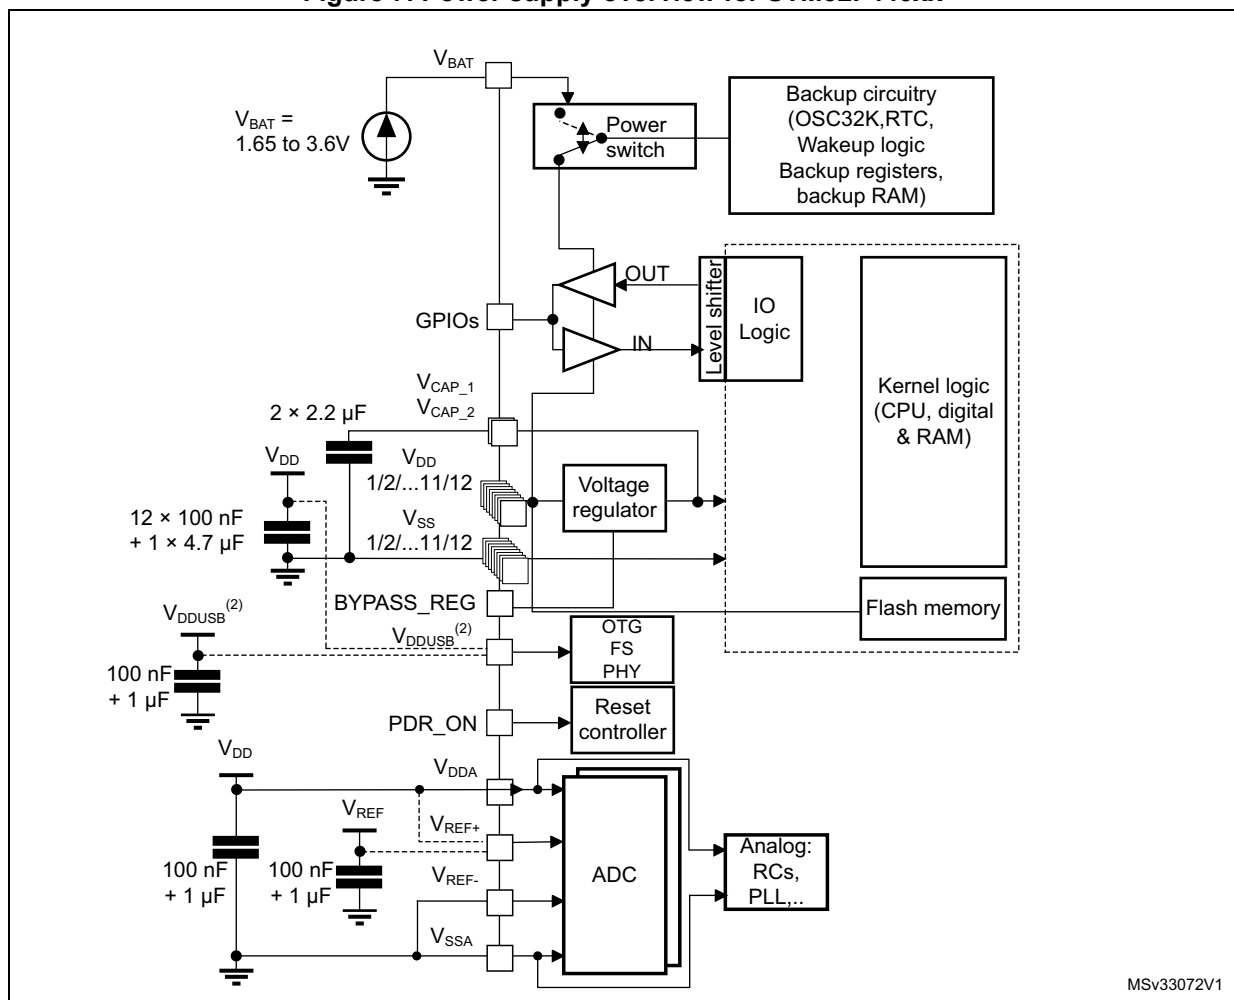 VBAT
VBAT =
1.65 to 3.6V
Power
switch
Backup circuitry
(OSC32K,RTC,
Wakeup logic
Backup registers,
backup RAM)
OUT
Level shifter
IO
Logic
GPIOs
IN
Kernel logic
(CPU, digital
& RAM)
VCAP_1
VCAP_2
2 × 2.2 µF
VDD
VDD
1/2/...11/12
Voltage
regulator
12 × 100 nF
+ 1 × 4.7 µF
VSS
1/2/...11/12
BYPASS_REG
Flash memory
VDDUSB(2)
VDDUSB(2)
OTG
FS
PHY
100 nF
+ 1 µF
PDR_ON
Reset
controller
VDD
VDDA
VREF
VREF+
100 nF
+ 1 µF
100 nF
+ 1 µF
VREF-
ADC
Analog:
RCs,
PLL,..
VSSA
MSv33072V1